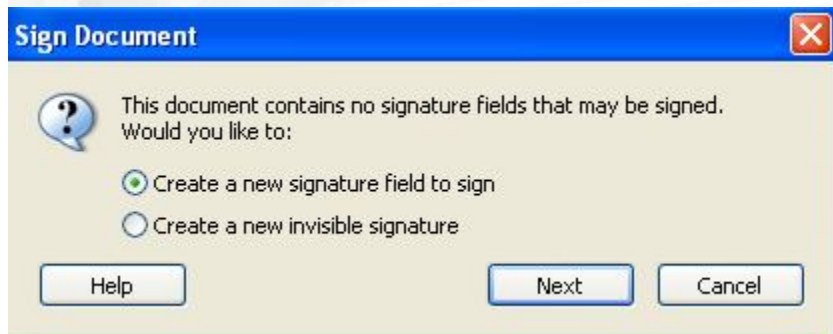 Sign Document
This document contains no signature fields that may be signed.
Would you like to:
Create a new signature field to sign
Create a new invisible signature
Help Next Cancel